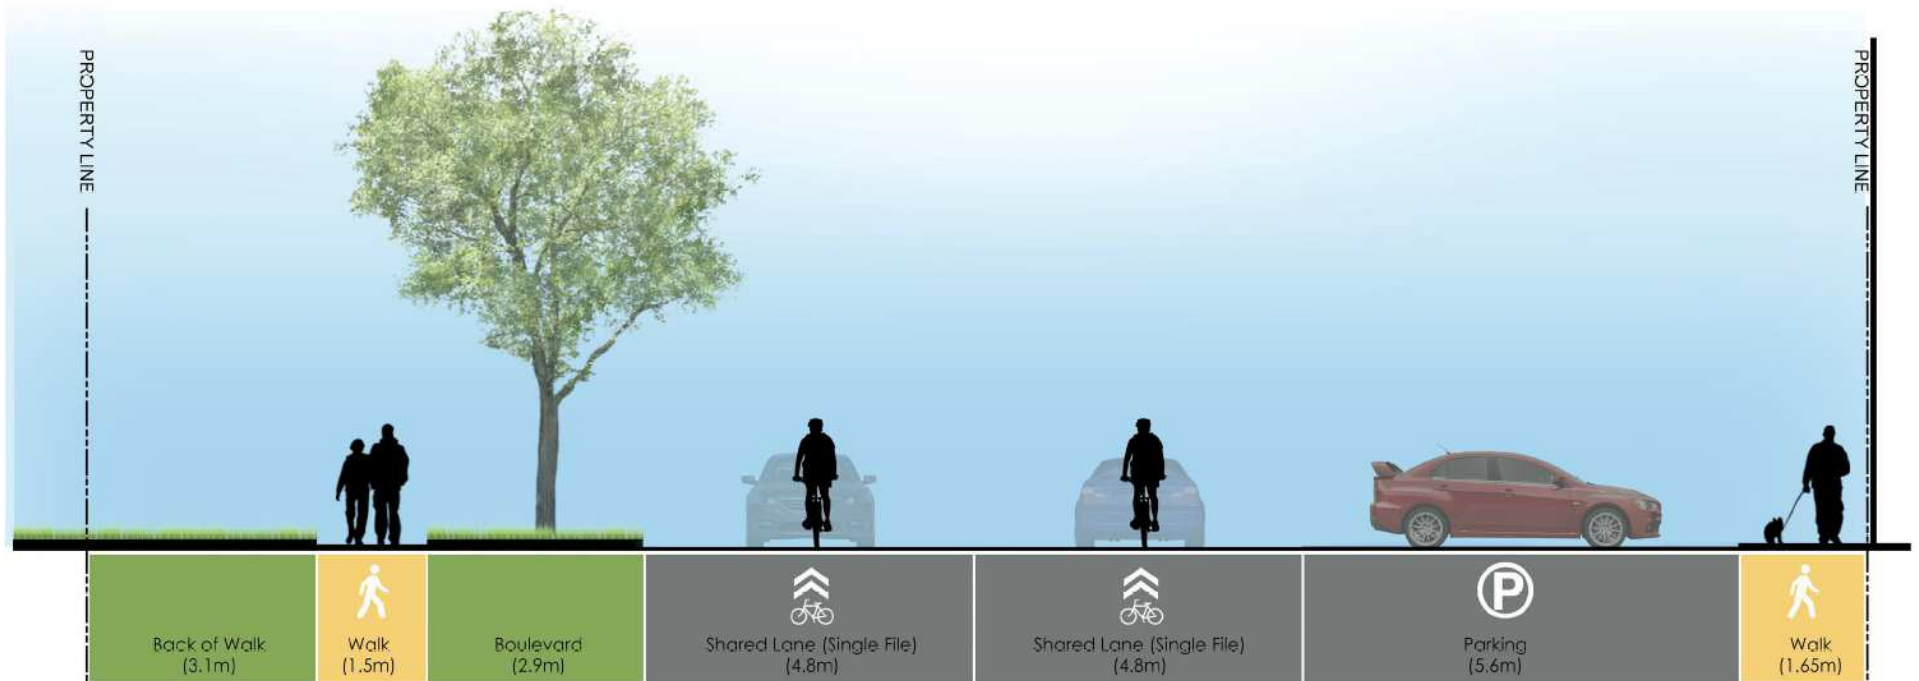 PROPERTY LINE
PROPERTY LINE
Back of Walk
(3.1m)
Walk
(1.5m)
Boulevard
(2.9m)
Shared Lane (Single File)
(4.8m)
Shared Lane (Single File)
(4.8m)
P
Parking
(5.6m)
Walk
(1.65m)